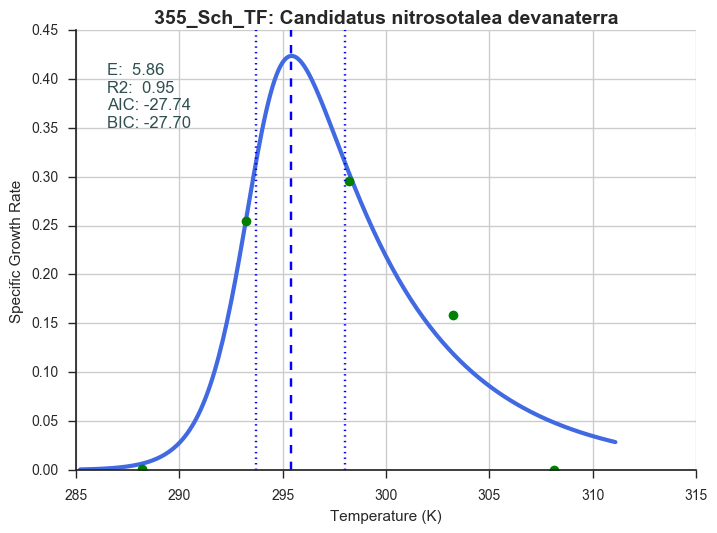 355_Sch_TF: Candidatus nitrosotalea devanaterra
E: 5.86
R2: 0.95
AIC: -27.74
BIC: -27.70
Specific Growth Rate
0.45
0.40
0.35
0.30
0.25
0.20
0.15
0.10
0.05
0.00
285 290 295 300 305 310 315
Temperature (K)